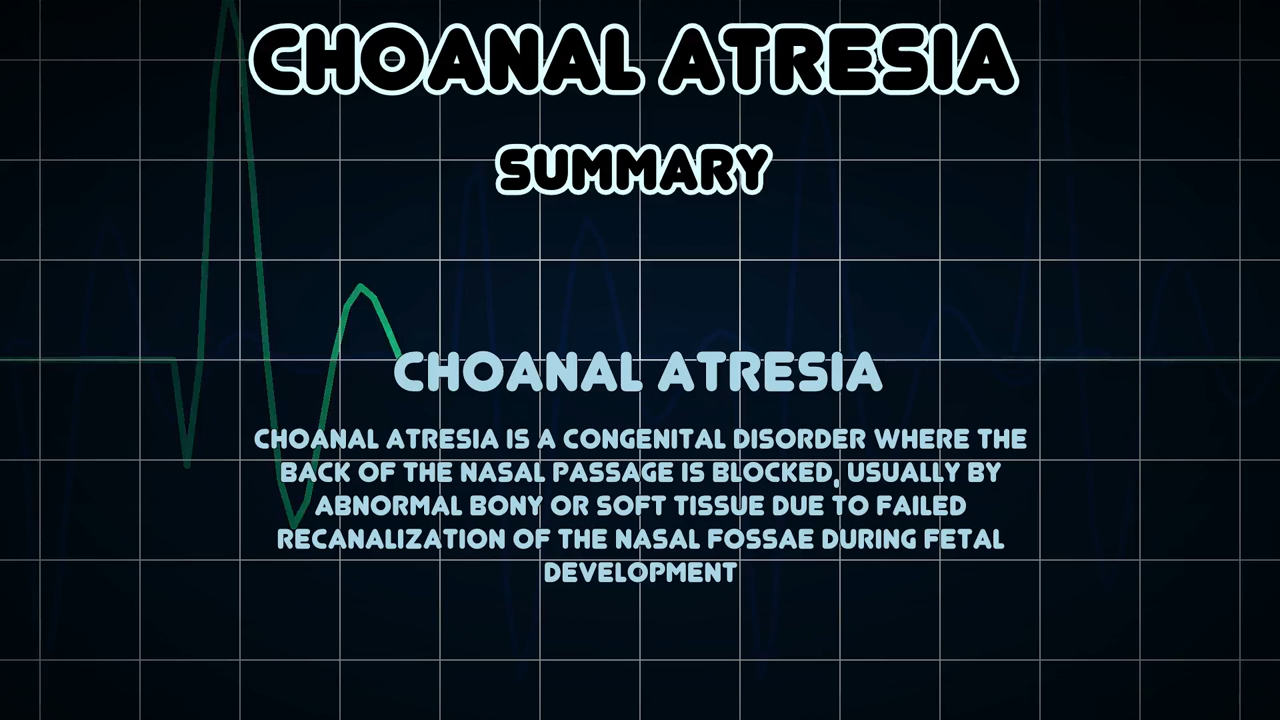 CHOANAL ATRESIA
SUMMARY
CHOANAL ATRESIA
CHOANAL ATRESIA IS A CONGENITAL DISORDER WHERE THE
BACK OF THE NASAL PASSAGE IS BLOCKED, USUALLY BY
ABNORMAL BONY OR SOFT TISSUE DUE TO FAILED
RECANALIZATION OF THE NASAL FOSSAE DURING FETAL
DEVELOPMENT